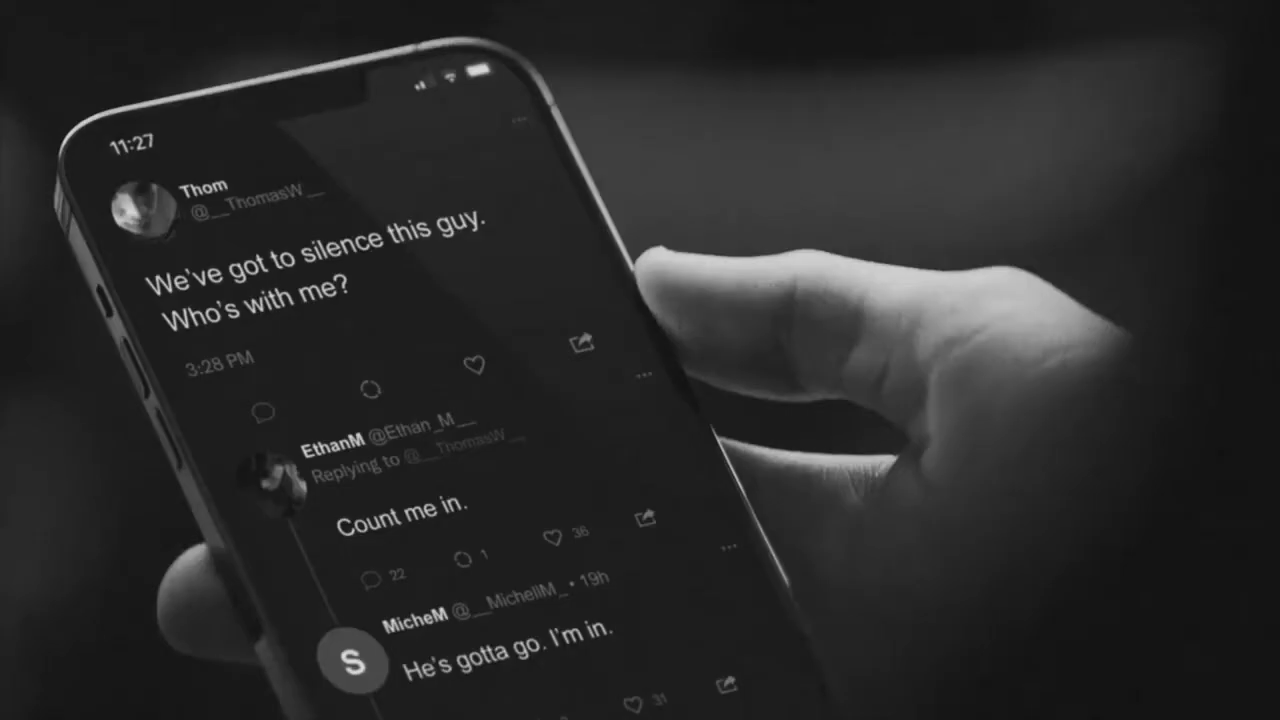 11:27
Thom
@__ThomasW__
We've got to silence this guy.
Who's with me?
3:28 PM
EthanM @Ethan_M__
Replying to @__ThomasW__
Count me in.
22 1 36
MicheM @__MichellM_ • 19h
S
He's gotta go. I'm in.
31